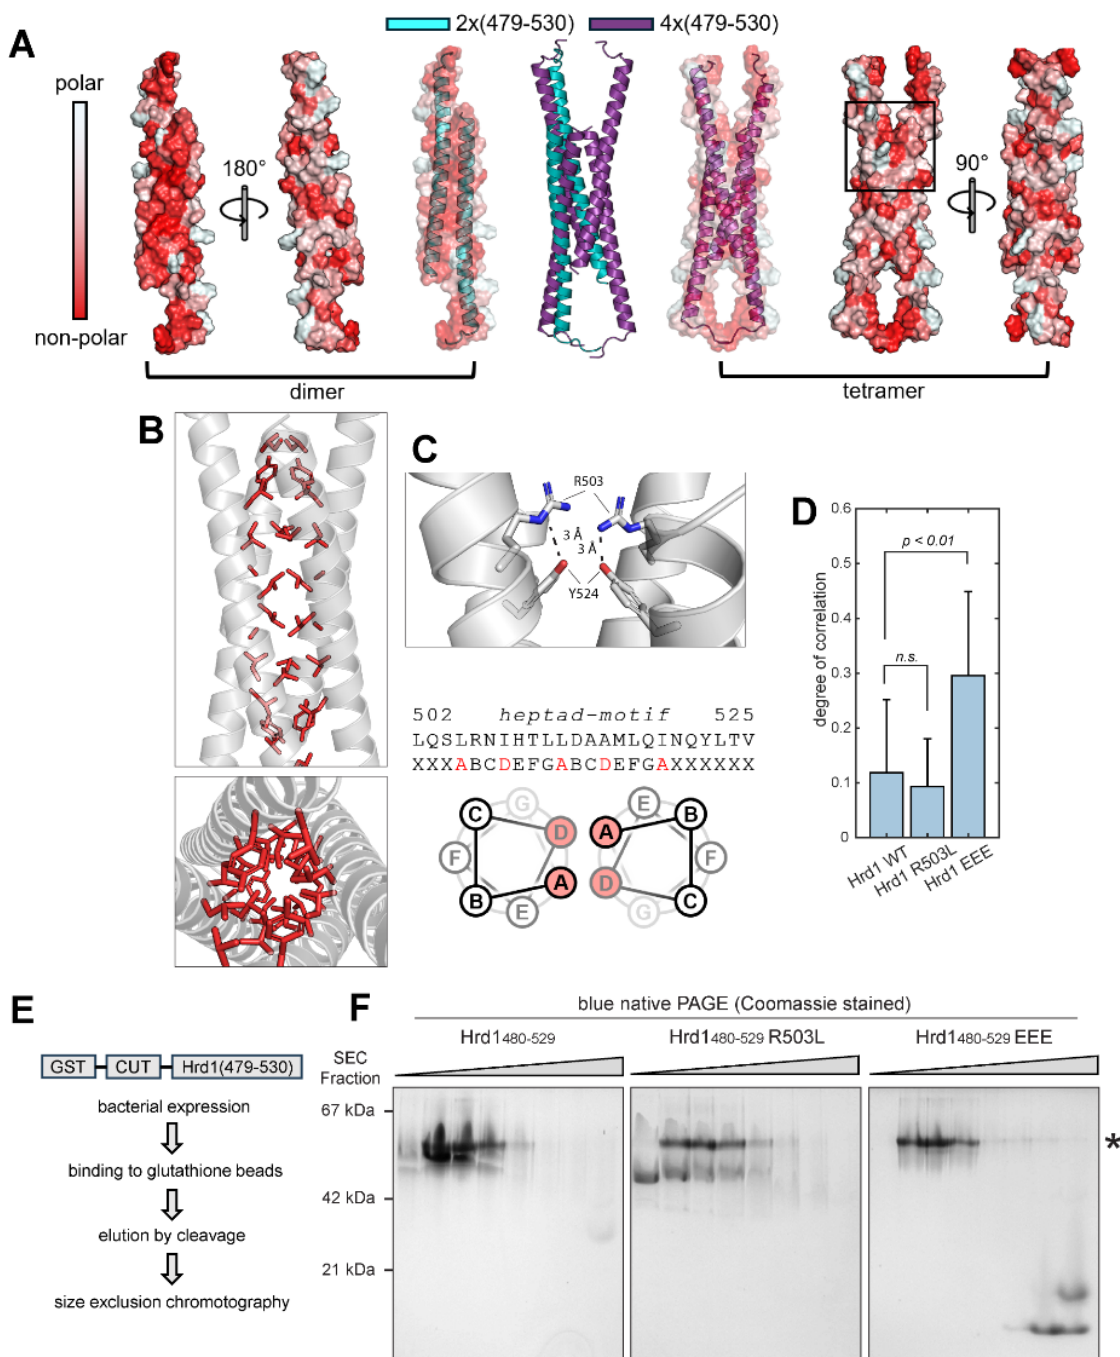 A
2x(479-530)
4x(479-530)
polar
non-polar
180°
90°
dimer
tetramer
B
C
R503
3 Å
3 Å
Y524
502 heptad-motif 525
LQSLRNIHTLLDAAMLQINQYLTV
XXXABCDEFGABCDEFGAXXXXXX
C
G
D
F
A
B
E
E
B
A
F
D
G
C
D
0.6
0.5
0.4
0.3
0.2
0.1
0
degree of correlation
p < 0.01
n.s.
Hrd1 WT
Hrd1 R503L
Hrd1 EEE
E
GST
CUT
Hrd1(479-530)
bacterial expression
binding to glutathione beads
elution by cleavage
size exclusion chromotography
F
blue native PAGE (Coomassie stained)
Hrd1480-529
Hrd1480-529 R503L
Hrd1480-529 EEE
SEC
Fraction
67 kDa
42 kDa
21 kDa
*